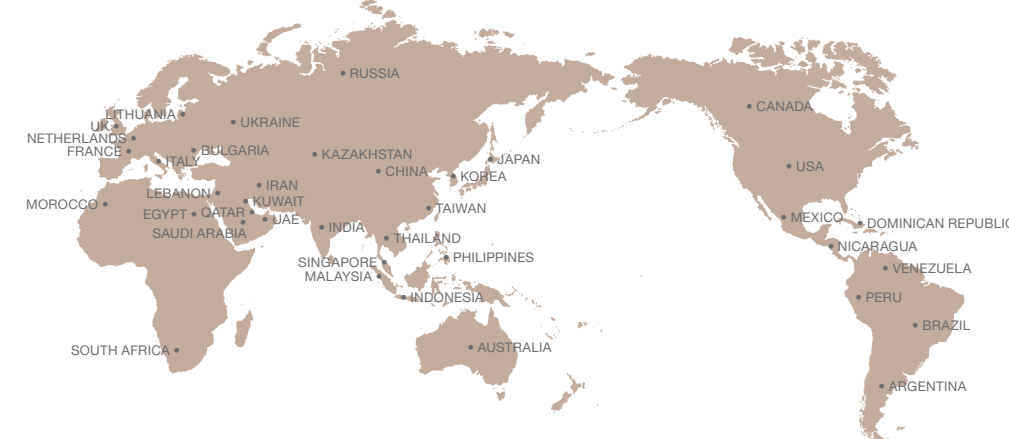 RUSSIA
CANADA
LITHUANIA
UKRAINE
UK
NETHERLANDS
FRANCE
BULGARIA
ITALY
KAZAKHSTAN
JAPAN
CHINA
KOREA
USA
IRAN
LEBANON
KUWAIT
MOROCCO
EGYPT
QATAR
UAE
TAIWAN
MEXICO
DOMINICAN REPUBLIC
SAUDI ARABIA
INDIA
THAILAND
NICARAGUA
SINGAPORE
PHILIPPINES
MALAYSIA
VENEZUELA
INDONESIA
PERU
BRAZIL
SOUTH AFRICA
AUSTRALIA
ARGENTINA